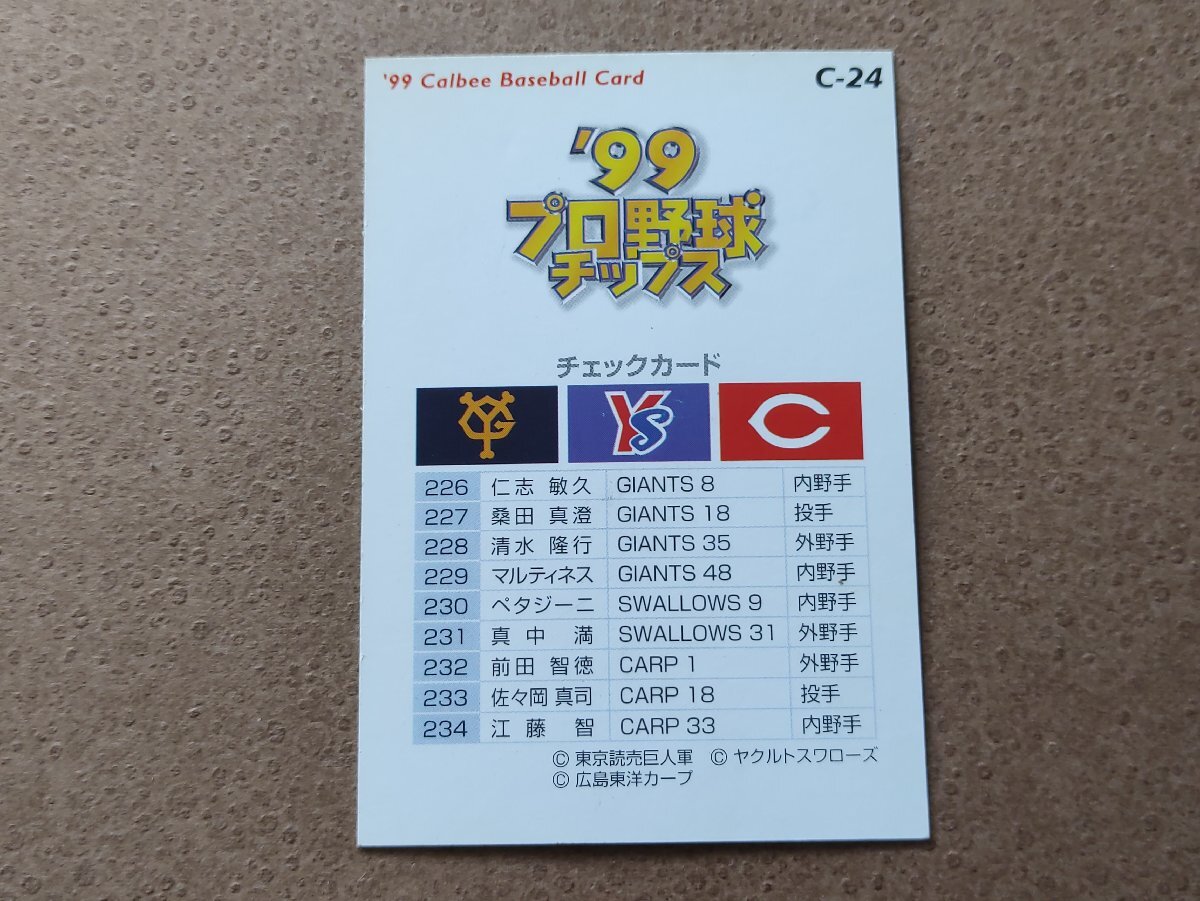 '99 Calbee Baseball Card C-24
'99
プロ野球
チップス
チェックカード
YG Ys C
226 仁志 敏久 GIANTS 8 内野手
227 桑田 真澄 GIANTS 18 投手
228 清水 隆行 GIANTS 35 外野手
229 マルティネス GIANTS 48 内野手
230 ペタジーニ SWALLOWS 9 内野手
231 真中 満 SWALLOWS 31 外野手
232 前田 智徳 CARP 1 外野手
233 佐々岡 真司 CARP 18 投手
234 江藤 智 CARP 33 内野手
© 東京読売巨人軍 © ヤクルトスワローズ
© 広島東洋カープ